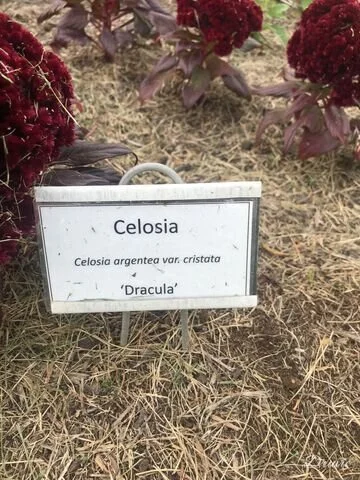 Celosia
Celosia argentea var. cristata
‘Dracula’